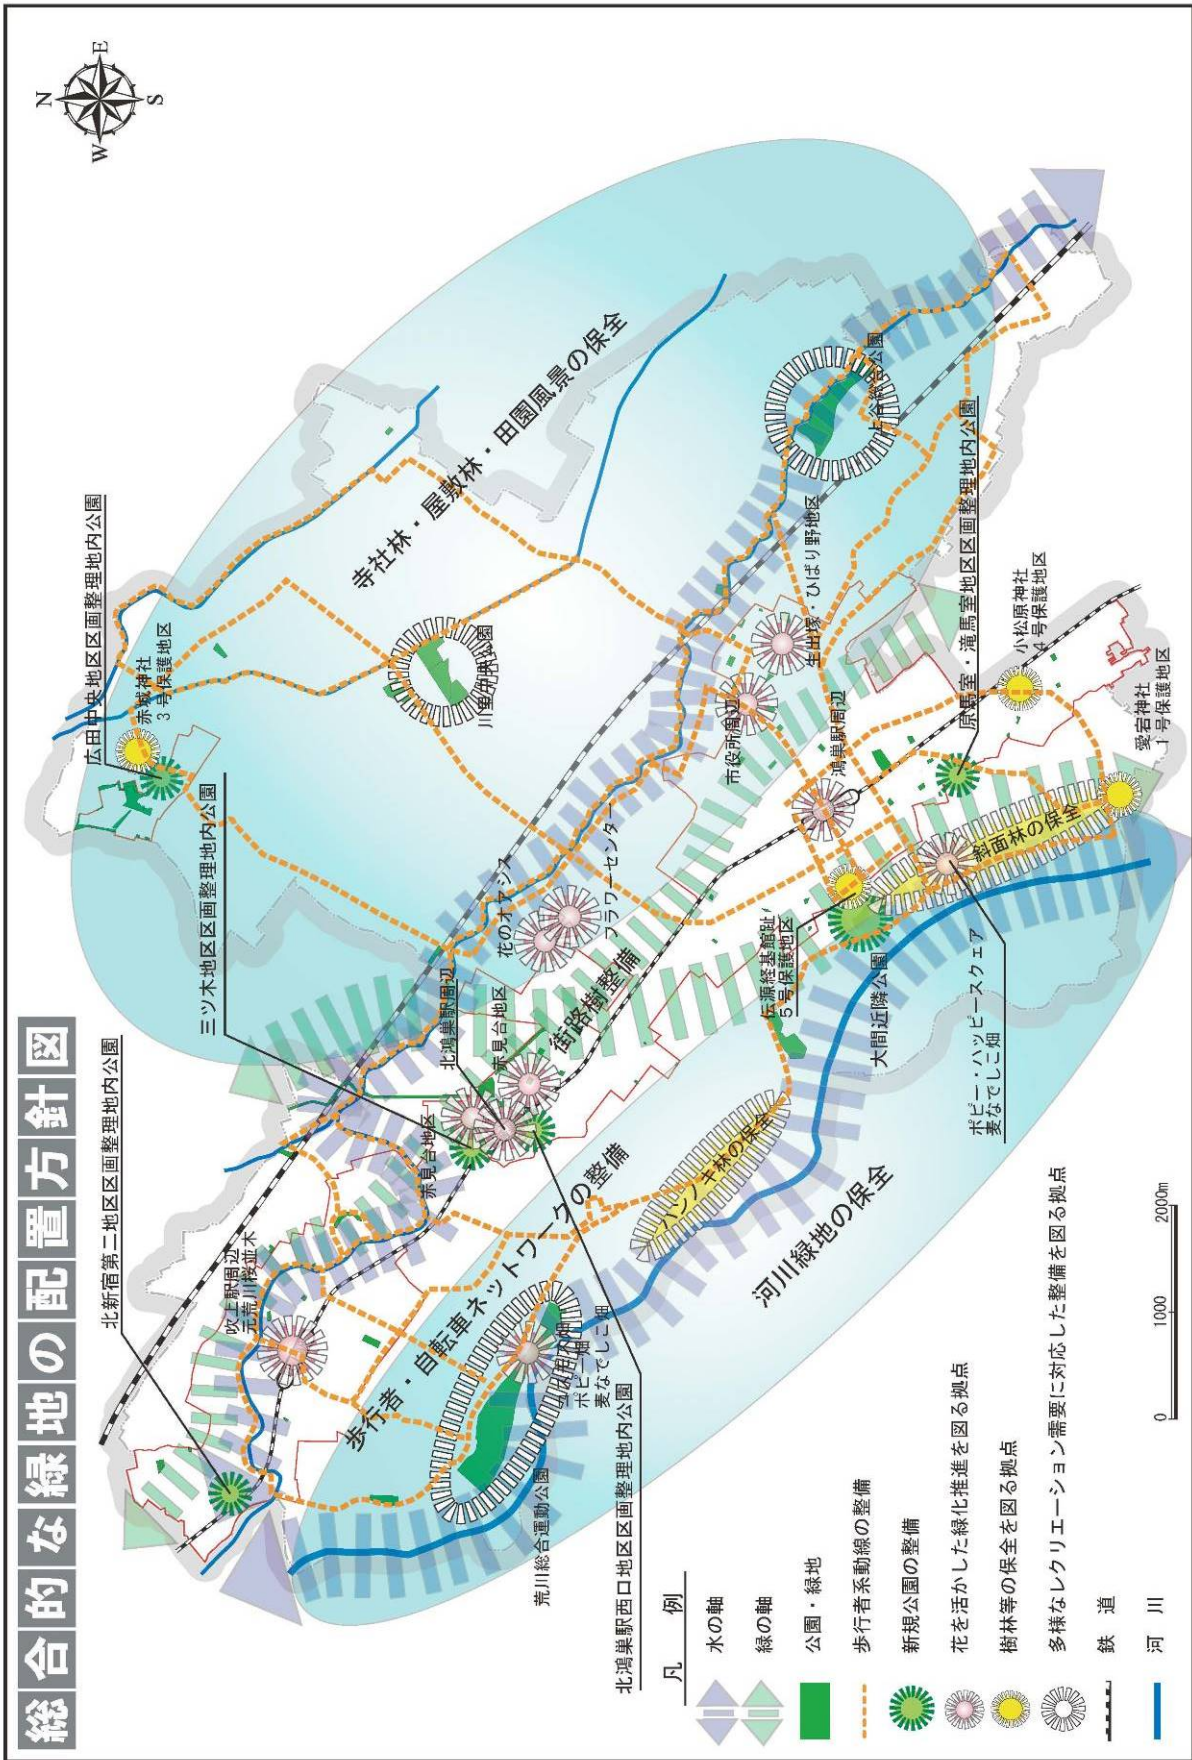 総合的な緑地の配置方針図
N
E
S
W
北新宿第二地区区画整理地内公園
三ツ木地区区画整理地内公園
広田中央地区区画整理地内公園
赤城神社
3号保護地区
寺社林・屋敷林・田園風景の保全
川里中央公園
吹上駅周辺
元荒川桜並木
赤見台地区
北鴻巣駅周辺
赤見台地区
花のオアシス
フラワーセンター
街路樹整備
市役所周辺
生出塚・ひばり野地区
上谷総合公園
鴻巣駅周辺
原馬室・滝馬室地区区画整理地内公園
小松原神社
4号保護地区
愛宕神社
1号保護地区
斜面林の保全
伝源経基館趾
5号保護地区
大間近隣公園
ポピー・ハッピースクェア
麦なでしこ畑
歩行者・自転車ネットワークの整備
ハンノキ林の保全
河川緑地の保全
ポピー畑
麦なでしこ畑
荒川総合運動公園
北鴻巣駅西口地区区画整理地内公園
凡例
水の軸
緑の軸
公園・緑地
歩行者系動線の整備
新規公園の整備
花を活かした緑化推進を図る拠点
樹林等の保全を図る拠点
多様なレクリエーション需要に対応した整備を図る拠点
鉄道
河川
0
1000
2000m